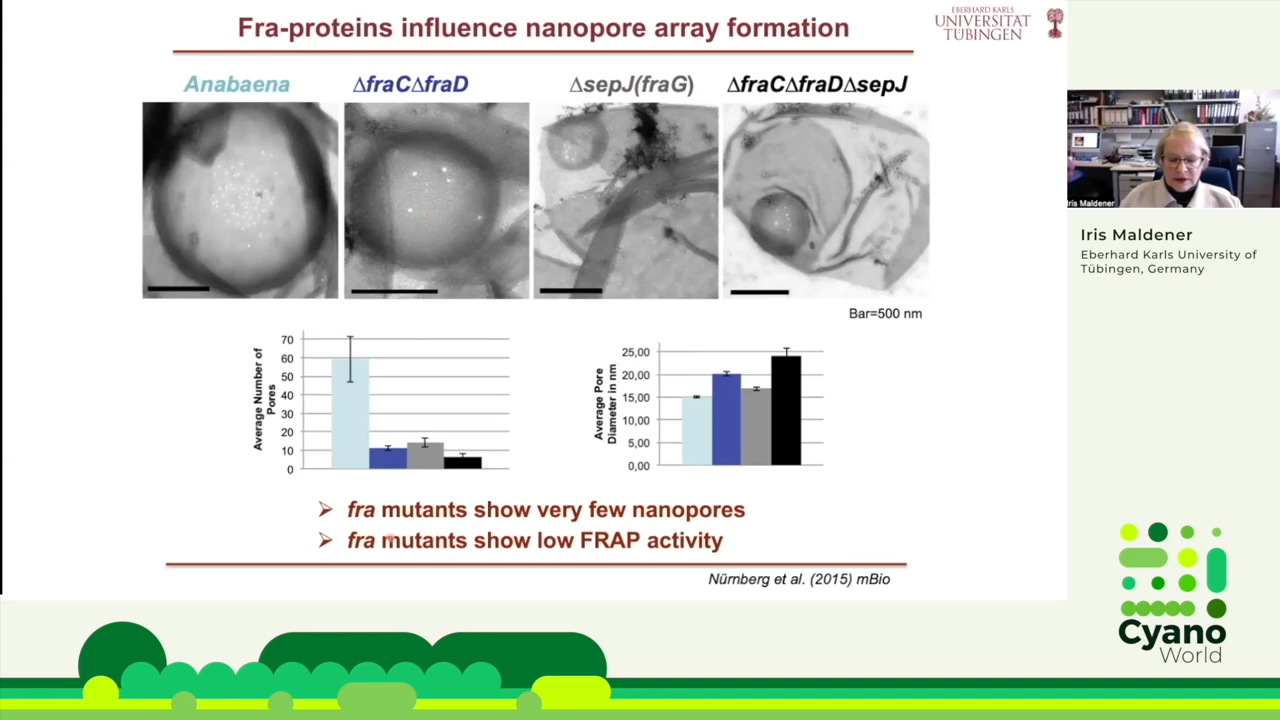 Fra-proteins influence nanopore array formation
EBERHARD KARLS
UNIVERSITÄT
TÜBINGEN
Anabaena
ΔfraCΔfraD
ΔsepJ(fraG)
ΔfraCΔfraDΔsepJ
Bar=500 nm
Average Number of
Pores
70
60
50
40
30
20
10
0
Average Pore
Diameter in nm
25,00
20,00
15,00
10,00
5,00
0,00
➢ fra mutants show very few nanopores
➢ fra mutants show low FRAP activity
Nürnberg et al. (2015) mBio
Iris Maldener
Iris Maldener
Eberhard Karls University of
Tübingen, Germany
Cyano
World